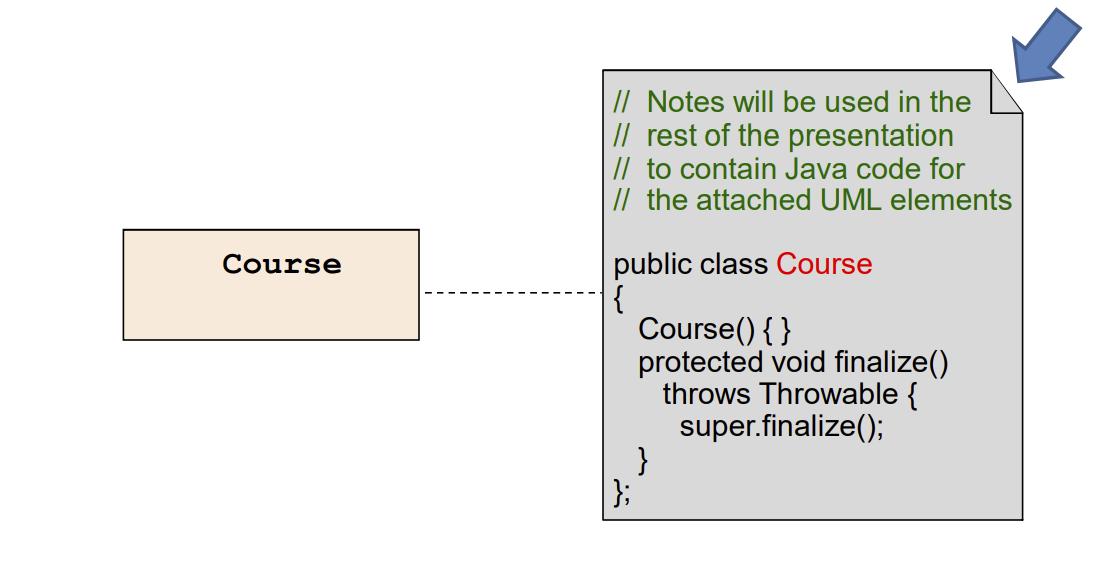 Course
// Notes will be used in the
// rest of the presentation
// to contain Java code for
// the attached UML elements
public class Course
{
Course() { }
protected void finalize()
throws Throwable {
super.finalize();
}
};